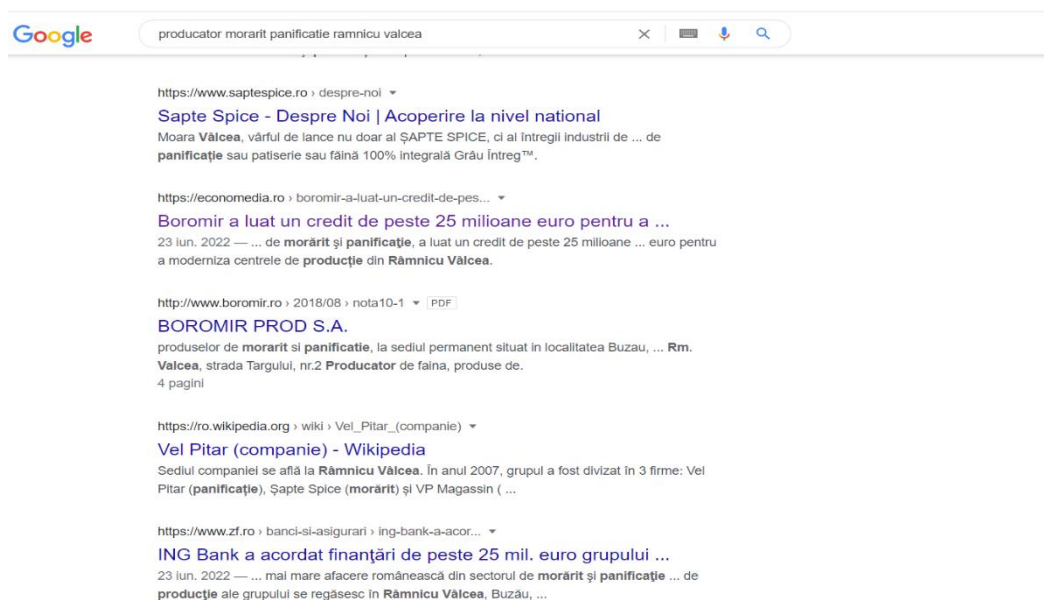 Google
producator morarit panificatie ramnicu valcea
https://www.saptespice.ro › despre-noi
Sapte Spice - Despre Noi | Acoperire la nivel national
Moara Vâlcea, vârful de lance nu doar al ȘAPTE SPICE, ci al întregii industrii de ... de
panificație sau patiserie sau făină 100% integrală Grâu Întreg™.
https://economedia.ro › boromir-a-luat-un-credit-de-pes...
Boromir a luat un credit de peste 25 milioane euro pentru a ...
23 iun. 2022 — ... de morărit şi panificaţie, a luat un credit de peste 25 milioane ... euro pentru
a moderniza centrele de producţie din Râmnicu Vâlcea.
http://www.boromir.ro › 2018/08 › nota10-1 PDF
BOROMIR PROD S.A.
produselor de morarit si panificatie, la sediul permanent situat in localitatea Buzau, ... Rm.
Valcea, strada Targului, nr.2 Producator de faina, produse de.
4 pagini
https://ro.wikipedia.org › wiki › Vel_Pitar_(companie)
Vel Pitar (companie) - Wikipedia
Sediul companiei se află la Râmnicu Vâlcea. În anul 2007, grupul a fost divizat în 3 firme: Vel
Pitar (panificație), Șapte Spice (morărit) și VP Magassin ( ...
https://www.zf.ro › banci-si-asigurari › ing-bank-a-acor...
ING Bank a acordat finanţări de peste 25 mil. euro grupului ...
23 iun. 2022 — ... mai mare afacere românească din sectorul de morărit şi panificaţie ... de
producţie ale grupului se regăsesc în Râmnicu Vâlcea, Buzău, ...